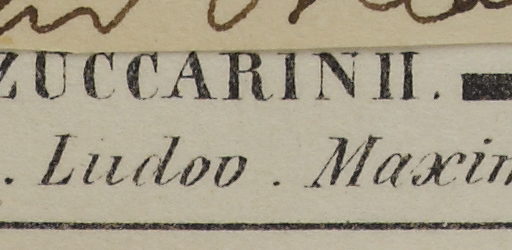 ZUCCARINII.
. Ludov . Maxim